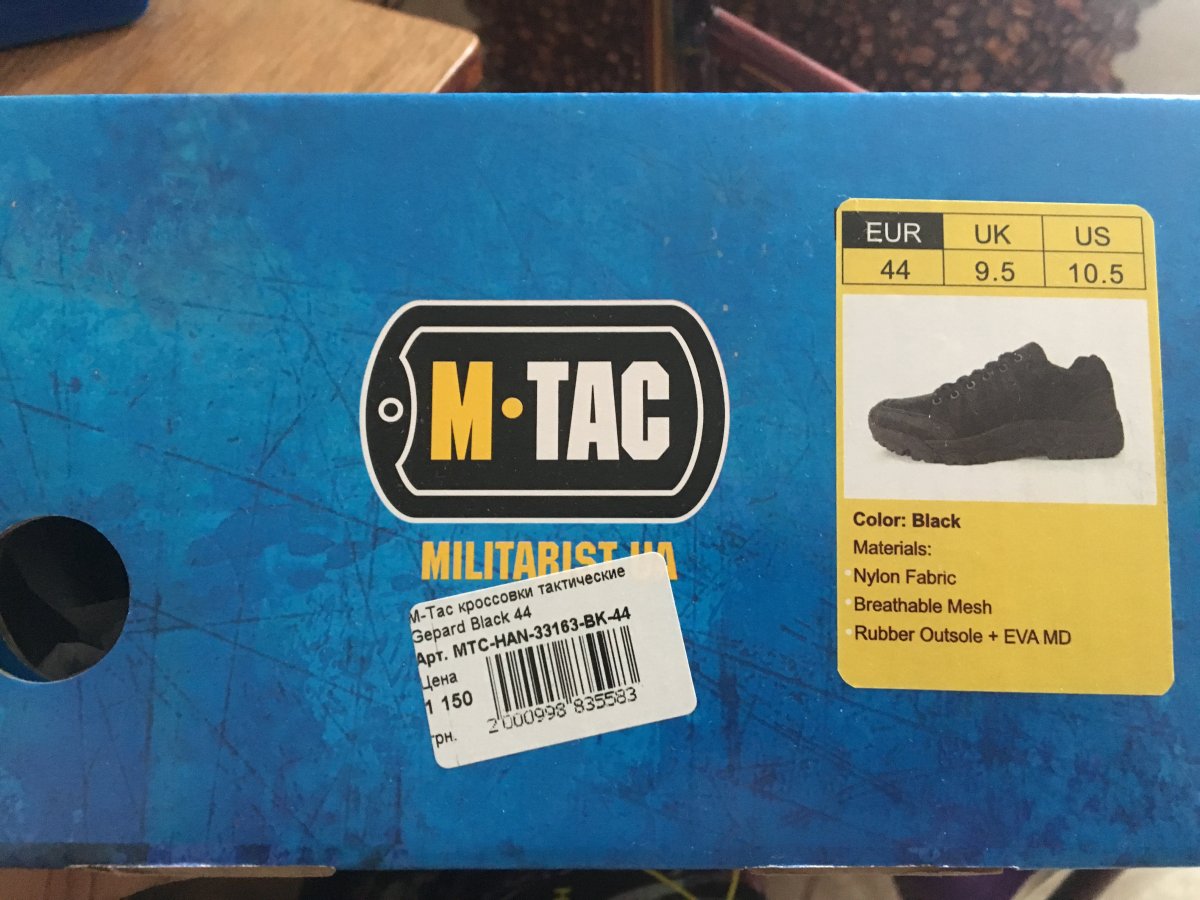 M·TAC
MILITARIST.UA
M-Tac кроссовки тактические
Gepard Black 44
Арт. MTC-HAN-33163-BK-44
Цена
1 150
грн.
2 000998 835583
EUR UK US
44 9.5 10.5
Color: Black
Materials:
Nylon Fabric
Breathable Mesh
Rubber Outsole + EVA MD